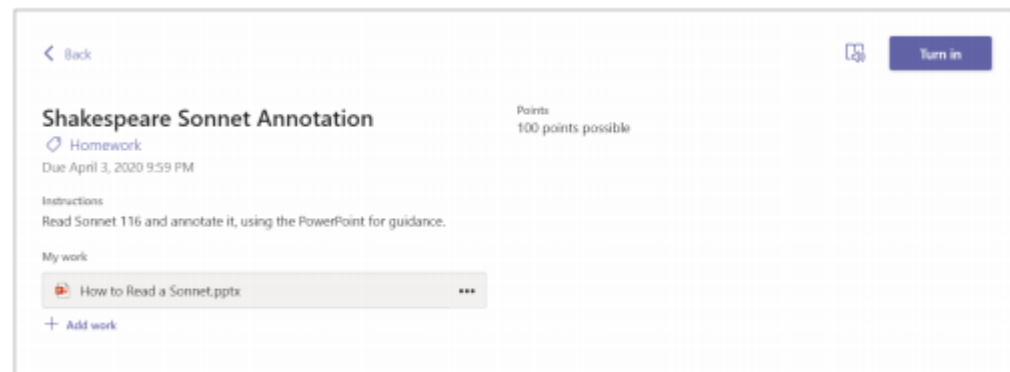 Back
Turn in
Shakespeare Sonnet Annotation
Homework
Due April 3, 2020 9:59 PM
Points
100 points possible
Instructions
Read Sonnet 116 and annotate it, using the PowerPoint for guidance.
My work
How to Read a Sonnet.pptx
+ Add work